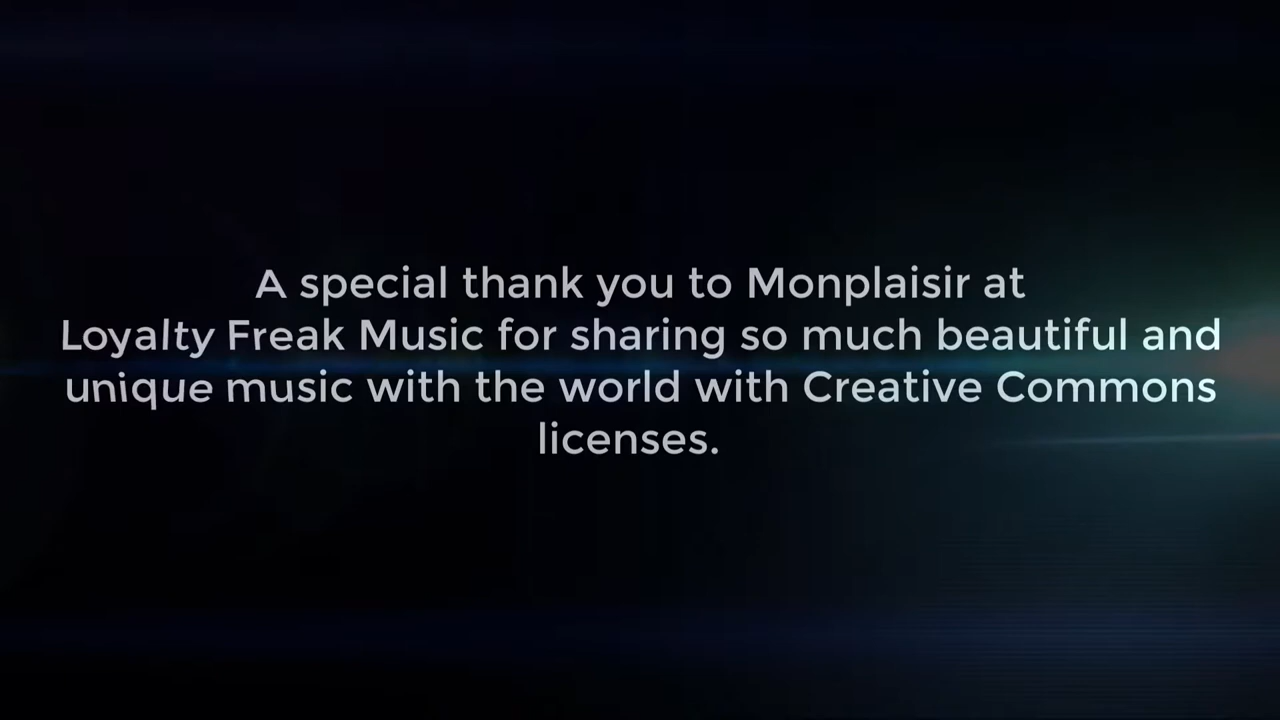 A special thank you to Monplaisir at
Loyalty Freak Music for sharing so much beautiful and
unique music with the world with Creative Commons
licenses.